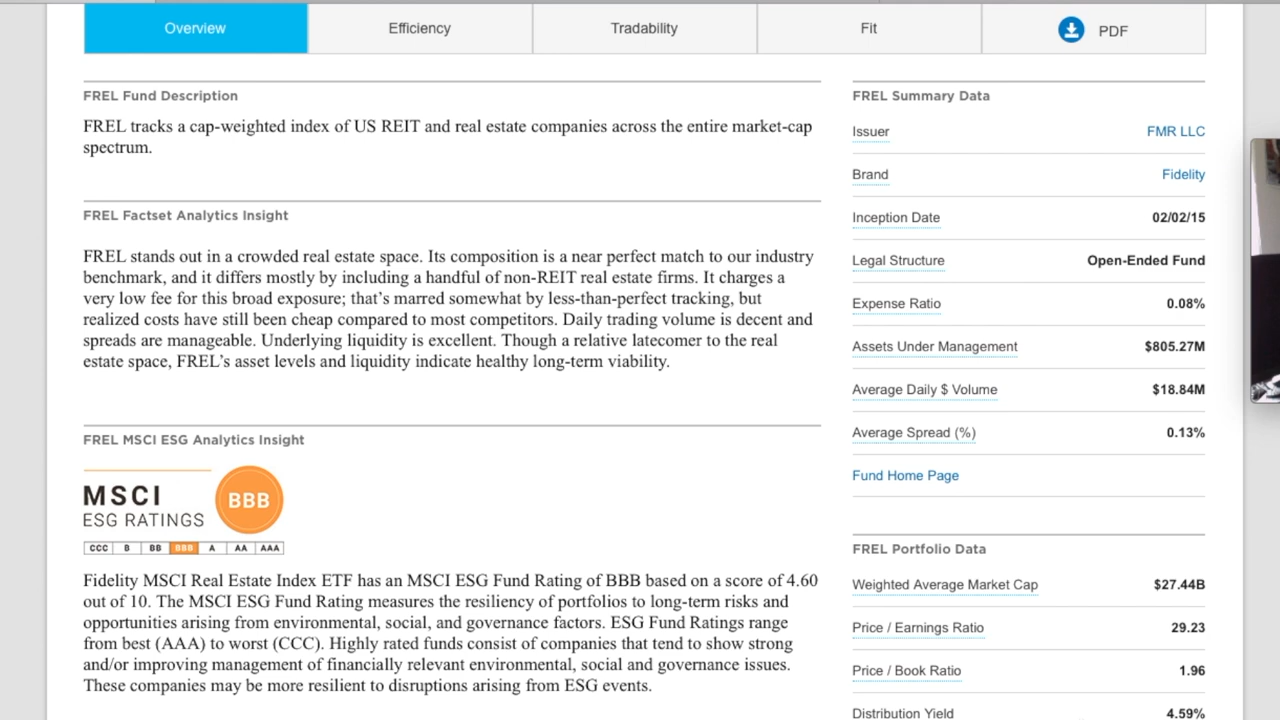 Overview
Efficiency
Tradability
Fit
PDF
FREL Fund Description
FREL tracks a cap-weighted index of US REIT and real estate companies across the entire market-cap
spectrum.
FREL Factset Analytics Insight
FREL stands out in a crowded real estate space. Its composition is a near perfect match to our industry
benchmark, and it differs mostly by including a handful of non-REIT real estate firms. It charges a
very low fee for this broad exposure; that’s marred somewhat by less-than-perfect tracking, but
realized costs have still been cheap compared to most competitors. Daily trading volume is decent and
spreads are manageable. Underlying liquidity is excellent. Though a relative latecomer to the real
estate space, FREL’s asset levels and liquidity indicate healthy long-term viability.
FREL MSCI ESG Analytics Insight
MSCI
ESG RATINGS
BBB
CCC B BB BBB A AA AAA
Fidelity MSCI Real Estate Index ETF has an MSCI ESG Fund Rating of BBB based on a score of 4.60
out of 10. The MSCI ESG Fund Rating measures the resiliency of portfolios to long-term risks and
opportunities arising from environmental, social, and governance factors. ESG Fund Ratings range
from best (AAA) to worst (CCC). Highly rated funds consist of companies that tend to show strong
and/or improving management of financially relevant environmental, social and governance issues.
These companies may be more resilient to disruptions arising from ESG events.
FREL Summary Data
Issuer FMR LLC
Brand Fidelity
Inception Date 02/02/15
Legal Structure Open-Ended Fund
Expense Ratio 0.08%
Assets Under Management $805.27M
Average Daily $ Volume $18.84M
Average Spread (%) 0.13%
Fund Home Page
FREL Portfolio Data
Weighted Average Market Cap $27.44B
Price / Earnings Ratio 29.23
Price / Book Ratio 1.96
Distribution Yield 4.59%